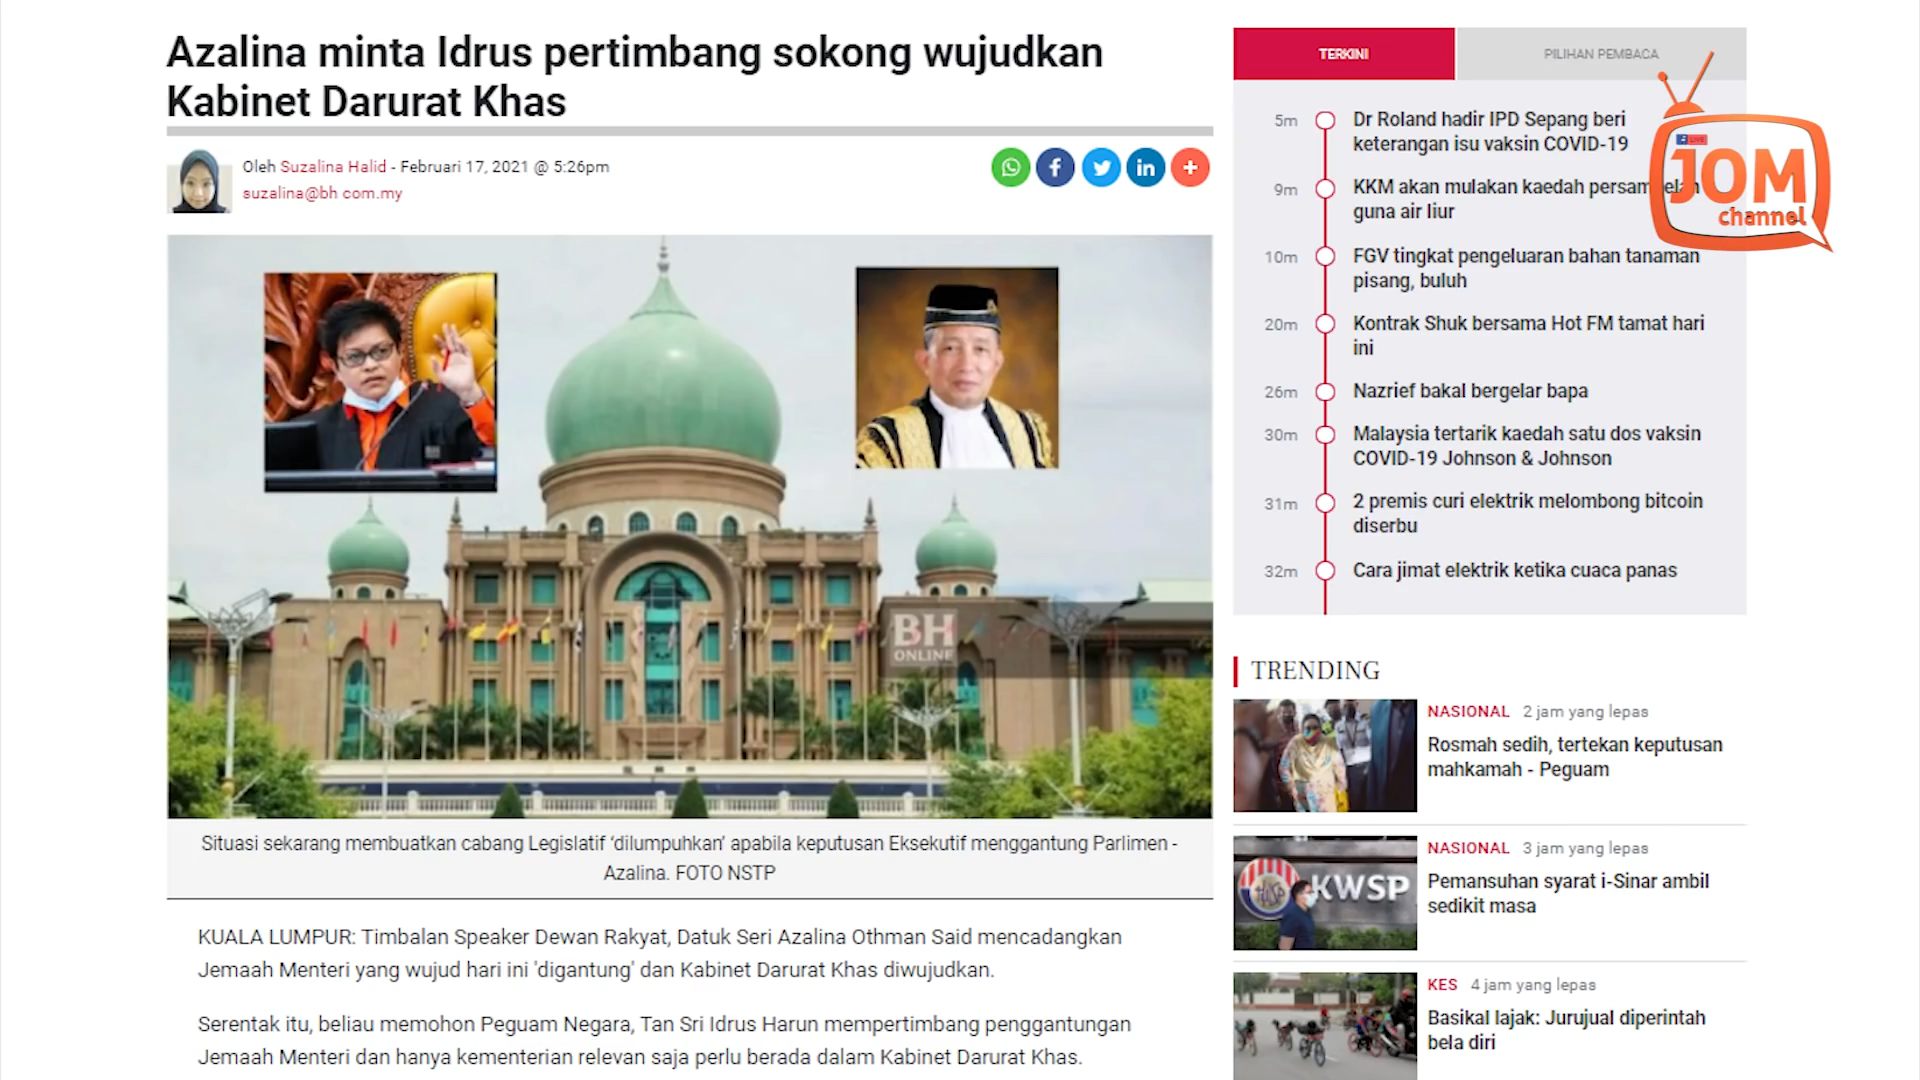 Azalina minta Idrus pertimbang sokong wujudkan
Kabinet Darurat Khas
Oleh Suzalina Halid - Februari 17, 2021 @ 5:26pm
suzalina@bh com.my
BH
ONLINE
Situasi sekarang membuatkan cabang Legislatif 'dilumpuhkan' apabila keputusan Eksekutif menggantung Parlimen -
Azalina. FOTO NSTP
KUALA LUMPUR: Timbalan Speaker Dewan Rakyat, Datuk Seri Azalina Othman Said mencadangkan
Jemaah Menteri yang wujud hari ini 'digantung' dan Kabinet Darurat Khas diwujudkan.
Serentak itu, beliau memohon Peguam Negara, Tan Sri Idrus Harun mempertimbang penggantungan
Jemaah Menteri dan hanya kementerian relevan saja perlu berada dalam Kabinet Darurat Khas.
TERKINI
PILIHAN PEMBACA
LIVE
JOM
channel
5m
Dr Roland hadir IPD Sepang beri
keterangan isu vaksin COVID-19
9m
KKM akan mulakan kaedah
guna air liur
10m
FGV tingkat pengeluaran bahan tanaman
pisang, buluh
20m
Kontrak Shuk bersama Hot FM tamat hari
ini
26m
Nazrief bakal bergelar bapa
30m
Malaysia tertarik kaedah satu dos vaksin
COVID-19 Johnson & Johnson
31m
2 premis curi elektrik melombong bitcoin
diserbu
32m
Cara jimat elektrik ketika cuaca panas
TRENDING
NASIONAL 2 jam yang lepas
Rosmah sedih, tertekan keputusan
mahkamah - Peguam
KWSP
NASIONAL 3 jam yang lepas
Pemansuhan syarat i-Sinar ambil
sedikit masa
KES 4 jam yang lepas
Basikal lajak: Jurujual diperintah
bela diri